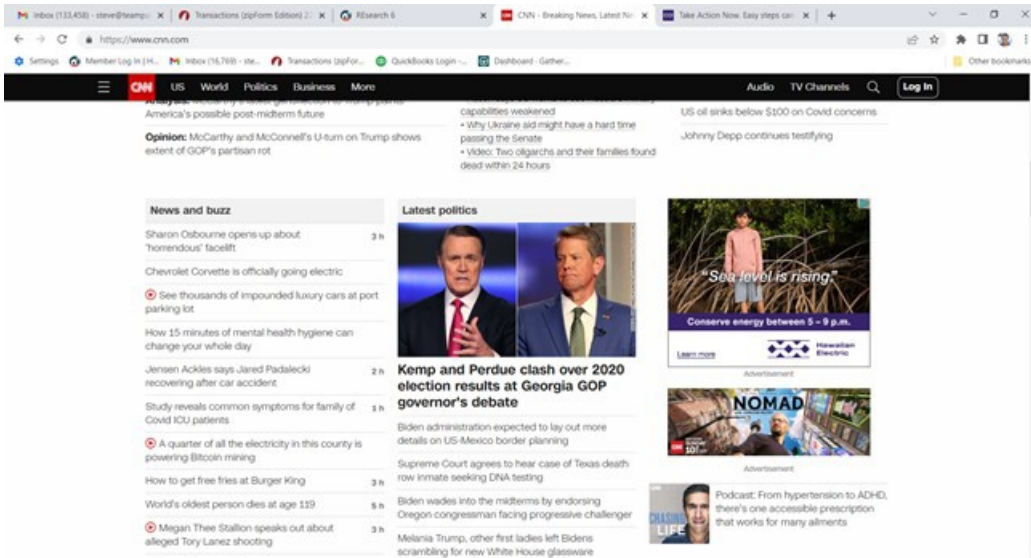 Inbox (133,458) - steve@teamp
Transactions (zipForm Edition) 2
REsearch 6
CNN - Breaking News, Latest Ne
Take Action Now. Easy steps can
https://www.cnn.com
Settings
Member Log In | H...
Inbox (16,769) - ste...
Transactions (zipFor...
QuickBooks Login -...
Dashboard - Gather...
Other bookmarks
CNN
US
World
Politics
Business
More
Audio
TV Channels
Log In
America's possible post-midterm future
Opinion: McCarthy and McConnell's U-turn on Trump shows
extent of GOP's partisan rot
capabilities weakened
• Why Ukraine aid might have a hard time
passing the Senate
• Video: Two oligarchs and their families found
dead within 24 hours
US oil sinks below $100 on Covid concerns
Johnny Depp continues testifying
News and buzz
Sharon Osbourne opens up about
'horrendous' facelift
3 h
Chevrolet Corvette is officially going electric
See thousands of impounded luxury cars at port
parking lot
How 15 minutes of mental health hygiene can
change your whole day
Jensen Ackles says Jared Padalecki
recovering after car accident
2 h
Study reveals common symptoms for family of
Covid ICU patients
1 h
A quarter of all the electricity in this county is
powering Bitcoin mining
How to get free fries at Burger King
3 h
World's oldest person dies at age 119
5 h
Megan Thee Stallion speaks out about
alleged Tory Lanez shooting
3 h
Latest politics
Kemp and Perdue clash over 2020
election results at Georgia GOP
governor's debate
Biden administration expected to lay out more
details on US-Mexico border planning
Supreme Court agrees to hear case of Texas death
row inmate seeking DNA testing
Biden wades into the midterms by endorsing
Oregon congressman facing progressive challenger
Melania Trump, other first ladies left Bidens
scrambling for new White House glassware
"Sea level is rising."
Conserve energy between 5 – 9 p.m.
Learn more
Hawaiian
Electric
Advertisement
NOMAD
CNN
SUNDAY
10
Advertisement
CHASING
LIFE
Podcast: From hypertension to ADHD,
there's one accessible prescription
that works for many ailments